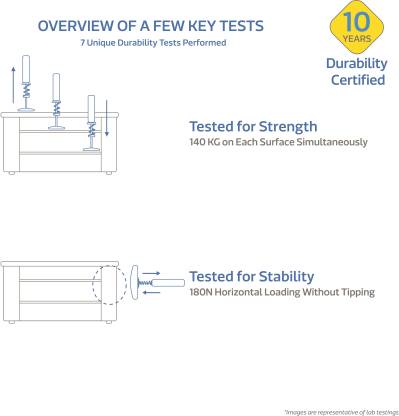 OVERVIEW OF A FEW KEY TESTS
7 Unique Durability Tests Performed
10
YEARS
Durability
Certified
Tested for Strength
140 KG on Each Surface Simultaneously
Tested for Stability
180N Horizontal Loading Without Tipping
*Images are representative of lab testings